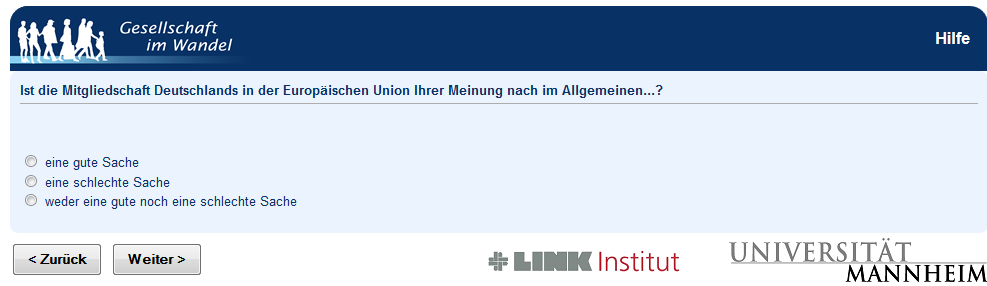 Gesellschaft
im Wandel
Hilfe
Ist die Mitgliedschaft Deutschlands in der Europäischen Union Ihrer Meinung nach im Allgemeinen...?
eine gute Sache
eine schlechte Sache
weder eine gute noch eine schlechte Sache
< Zurück
Weiter >
LINK Institut
UNIVERSITÄT
MANNHEIM